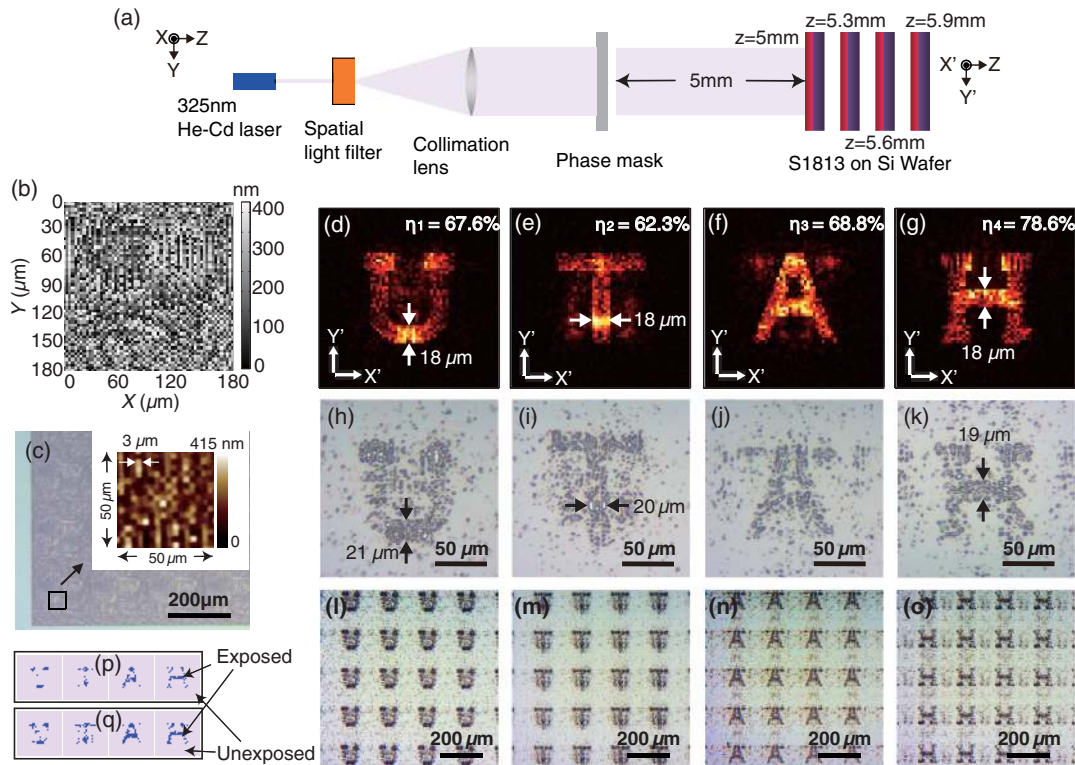 (a)
X
Z
Y
325nm
He-Cd laser
Spatial
light filter
Collimation
lens
Phase mask
5mm
z=5mm
z=5.3mm
z=5.9mm
z=5.6mm
S1813 on Si Wafer
X'
Z
Y'
(b)
nm
0
30
60
90
120
150
180
Y (µm)
0
60
120
180
X (µm)
400
300
200
100
0
(c)
3 µm
415 nm
50 µm
50 µm
0
200µm
(d)
η1 = 67.6%
18 µm
Y'
X'
(e)
η2 = 62.3%
18 µm
Y'
X'
(f)
η3 = 68.8%
Y'
X'
(g)
η4 = 78.6%
18 µm
Y'
X'
(h)
21 µm
50 µm
(i)
20 µm
50 µm
(j)
50 µm
(k)
19 µm
50 µm
(l)
200 µm
(m)
200 µm
(n)
200 µm
(o)
200 µm
(p)
Exposed
(q)
Unexposed